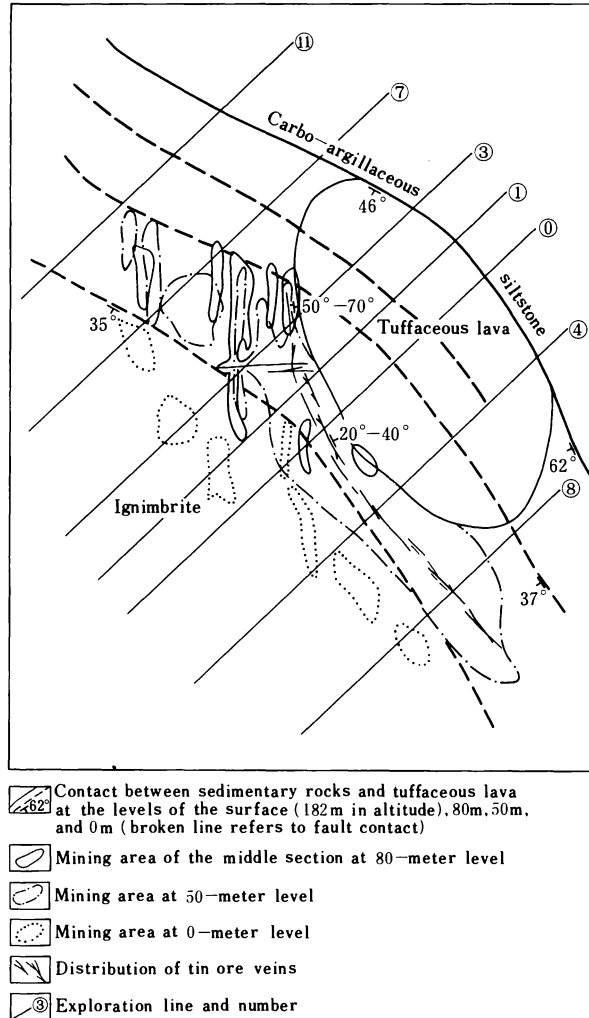 ⑪
⑦
③
①
⓪
④
⑧
Carbo-argillaceous
siltstone
46°
50°-70°
Tuffaceous lava
35°
20°-40°
62°
Ignimbrite
37°
62° Contact between sedimentary rocks and tuffaceous lava
at the levels of the surface (182m in altitude), 80m, 50m,
and 0m (broken line refers to fault contact)
Mining area of the middle section at 80-meter level
Mining area at 50-meter level
Mining area at 0-meter level
Distribution of tin ore veins
③ Exploration line and number